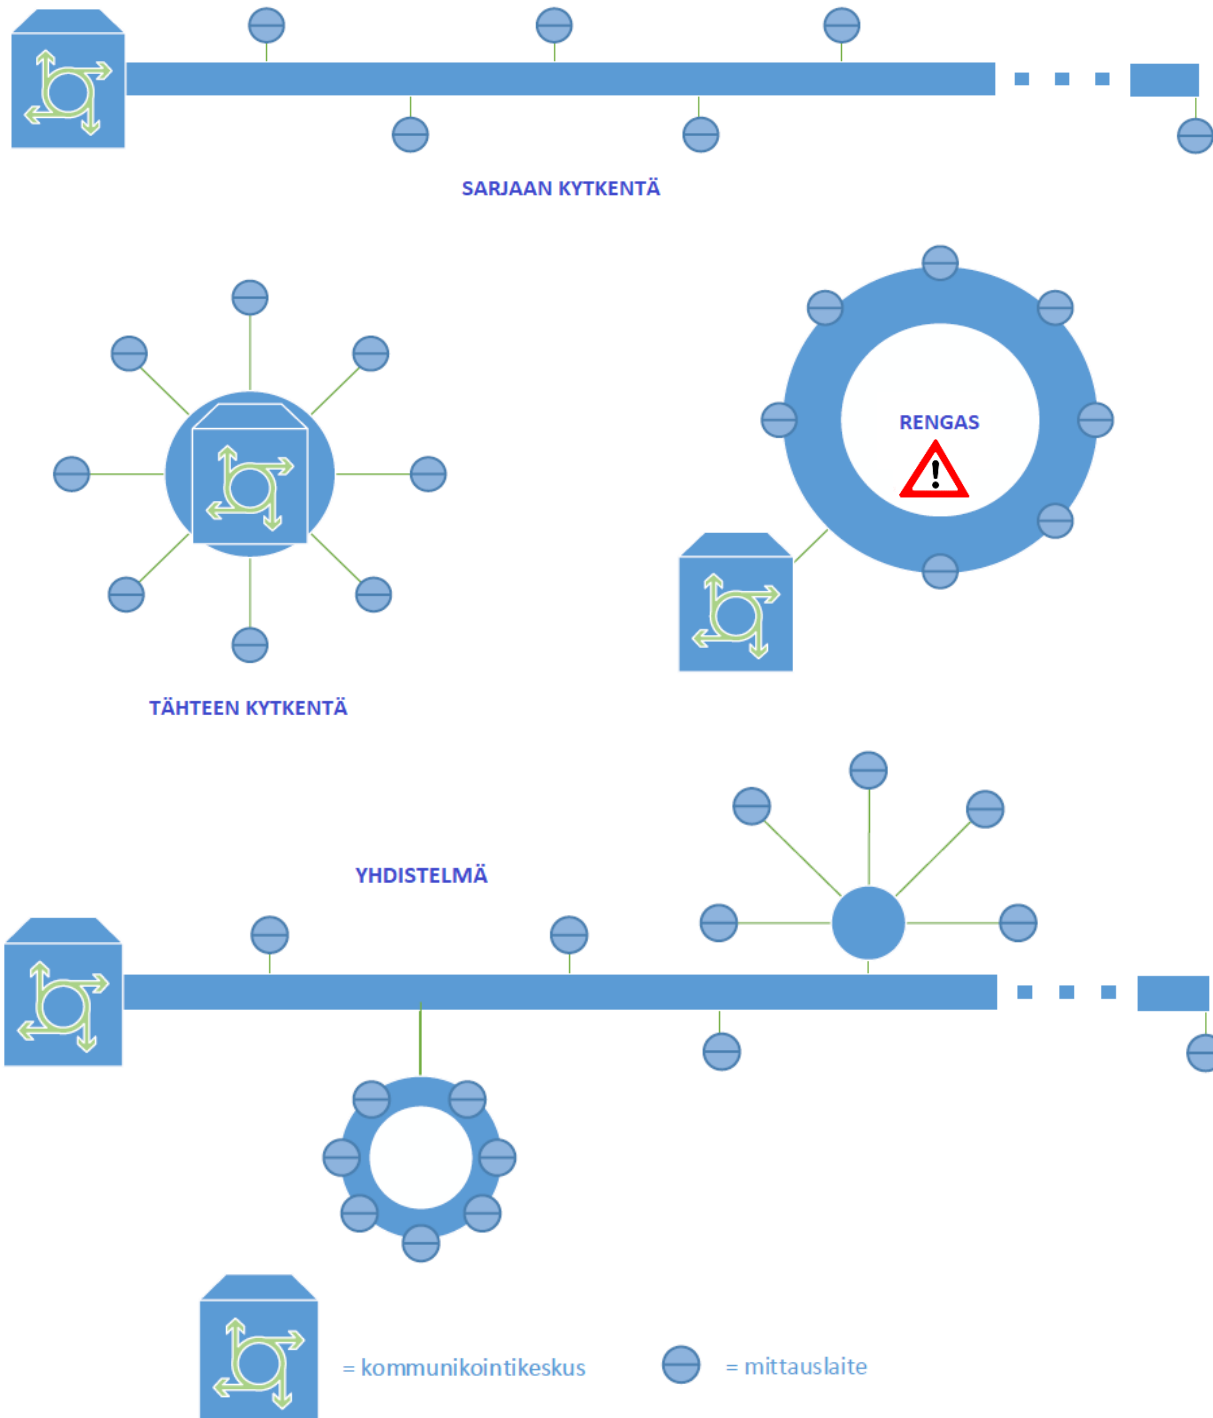 SARJAAN KYTKENTÄ
RENGAS
TÄHTEEN KYTKENTÄ
YHDISTELMÄ
= kommunikointikeskus
= mittauslaite